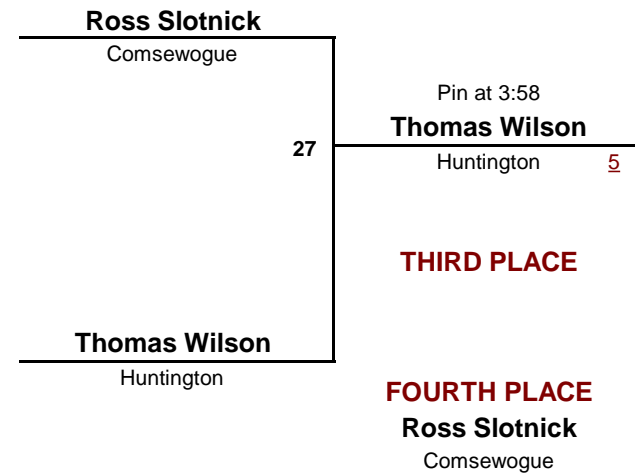 Ross Slotnick
Comsewogue
Pin at 3:58
Thomas Wilson
27
Huntington 5
THIRD PLACE
Thomas Wilson
Huntington
FOURTH PLACE
Ross Slotnick
Comsewogue